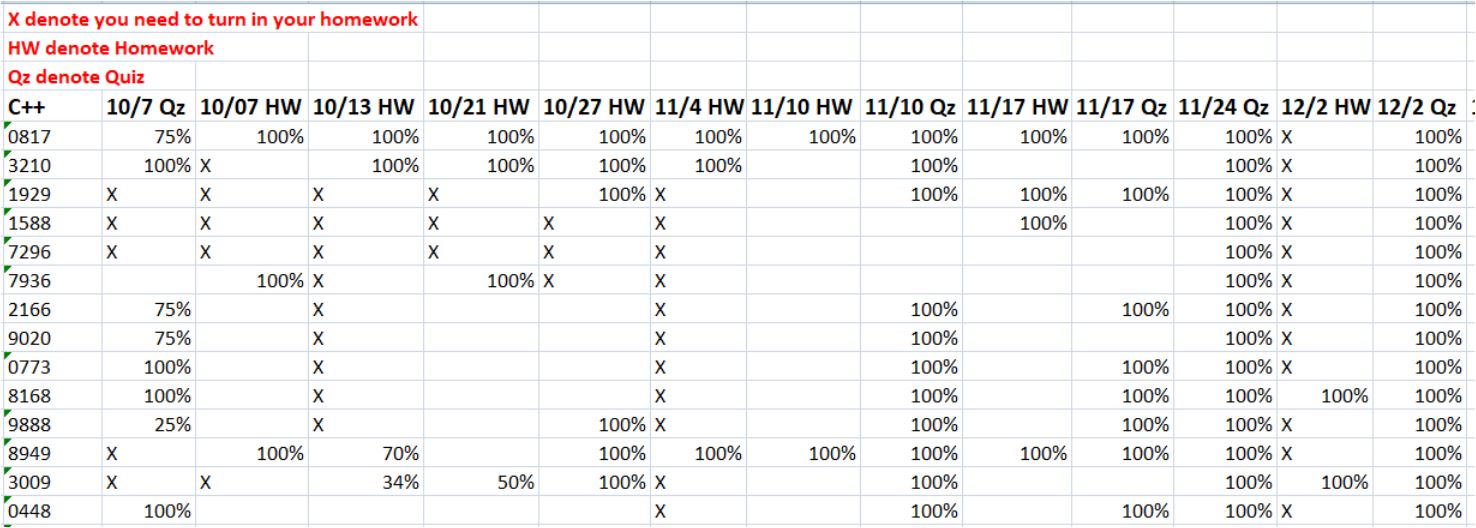 X denote you need to turn in your homework
HW denote Homework
Qz denote Quiz
C++ 10/7 Qz 10/07 HW 10/13 HW 10/21 HW 10/27 HW 11/4 HW 11/10 HW 11/10 Qz 11/17 HW 11/17 Qz 11/24 Qz 12/2 HW 12/2 Qz
0817 75% 100% 100% 100% 100% 100% 100% 100% 100% 100% 100% X 100%
3210 100% X 100% 100% 100% 100% 100% 100% X 100%
1929 X X X X 100% X 100% 100% 100% 100% X 100%
1588 X X X X X X 100% 100% X 100%
7296 X X X X X X 100% X 100%
7936 100% X 100% X X 100% X 100%
2166 75% X X 100% 100% 100% X 100%
9020 75% X X 100% 100% X 100%
0773 100% X X 100% 100% 100% X 100%
8168 100% X X 100% 100% 100% 100% 100%
9888 25% X 100% X 100% 100% 100% X 100%
8949 X 100% 70% 100% 100% 100% 100% 100% 100% 100% X 100%
3009 X X 34% 50% 100% X 100% 100% 100% 100%
0448 100% X 100% 100% 100% X 100%